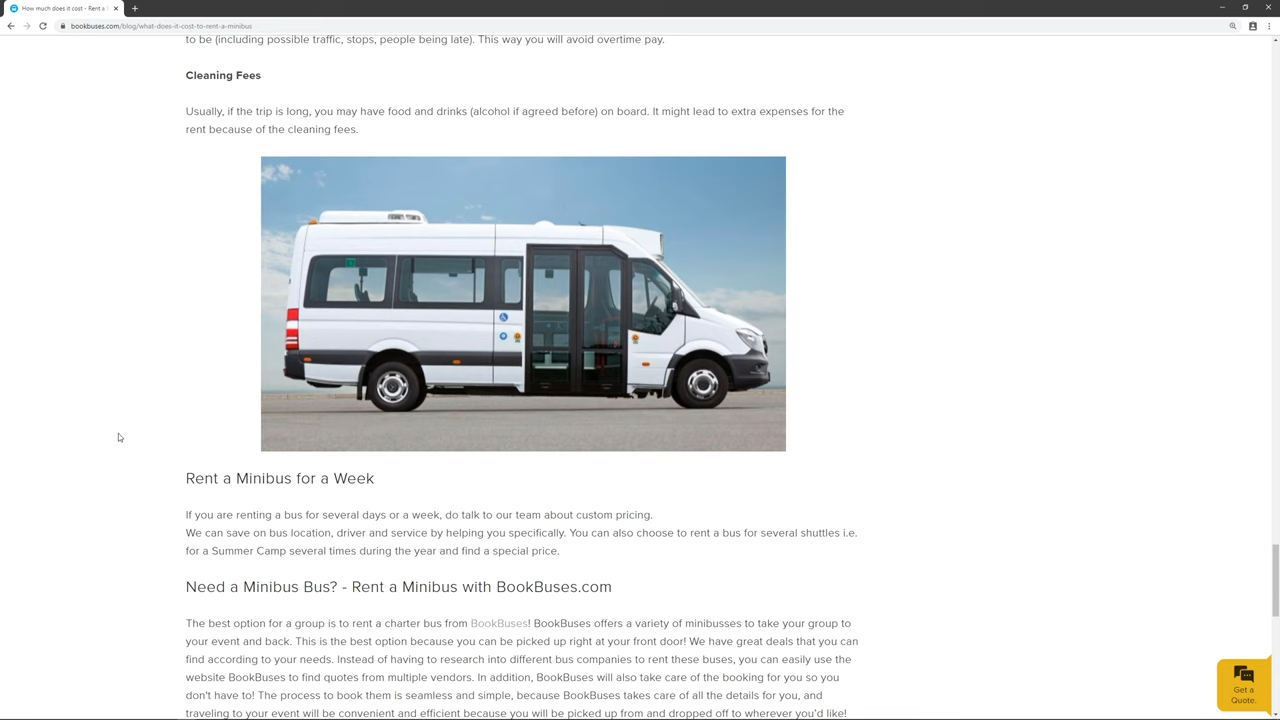 How much does it cost - Rent a
bookbuses.com/blog/what-does-it-cost-to-rent-a-minibus
to be (including possible traffic, stops, people being late). This way you will avoid overtime pay.
Cleaning Fees
Usually, if the trip is long, you may have food and drinks (alcohol if agreed before) on board. It might lead to extra expenses for the
rent because of the cleaning fees.
Rent a Minibus for a Week
If you are renting a bus for several days or a week, do talk to our team about custom pricing.
We can save on bus location, driver and service by helping you specifically. You can also choose to rent a bus for several shuttles i.e.
for a Summer Camp several times during the year and find a special price.
Need a Minibus Bus? - Rent a Minibus with BookBuses.com
The best option for a group is to rent a charter bus from BookBuses! BookBuses offers a variety of minibusses to take your group to
your event and back. This is the best option because you can be picked up right at your front door! We have great deals that you can
find according to your needs. Instead of having to research into different bus companies to rent these buses, you can easily use the
website BookBuses to find quotes from multiple vendors. In addition, BookBuses will also take care of the booking for you so you
don't have to! The process to book them is seamless and simple, because BookBuses takes care of all the details for you, and
traveling to your event will be convenient and efficient because you will be picked up from and dropped off to wherever you'd like!
Get a
Quote.